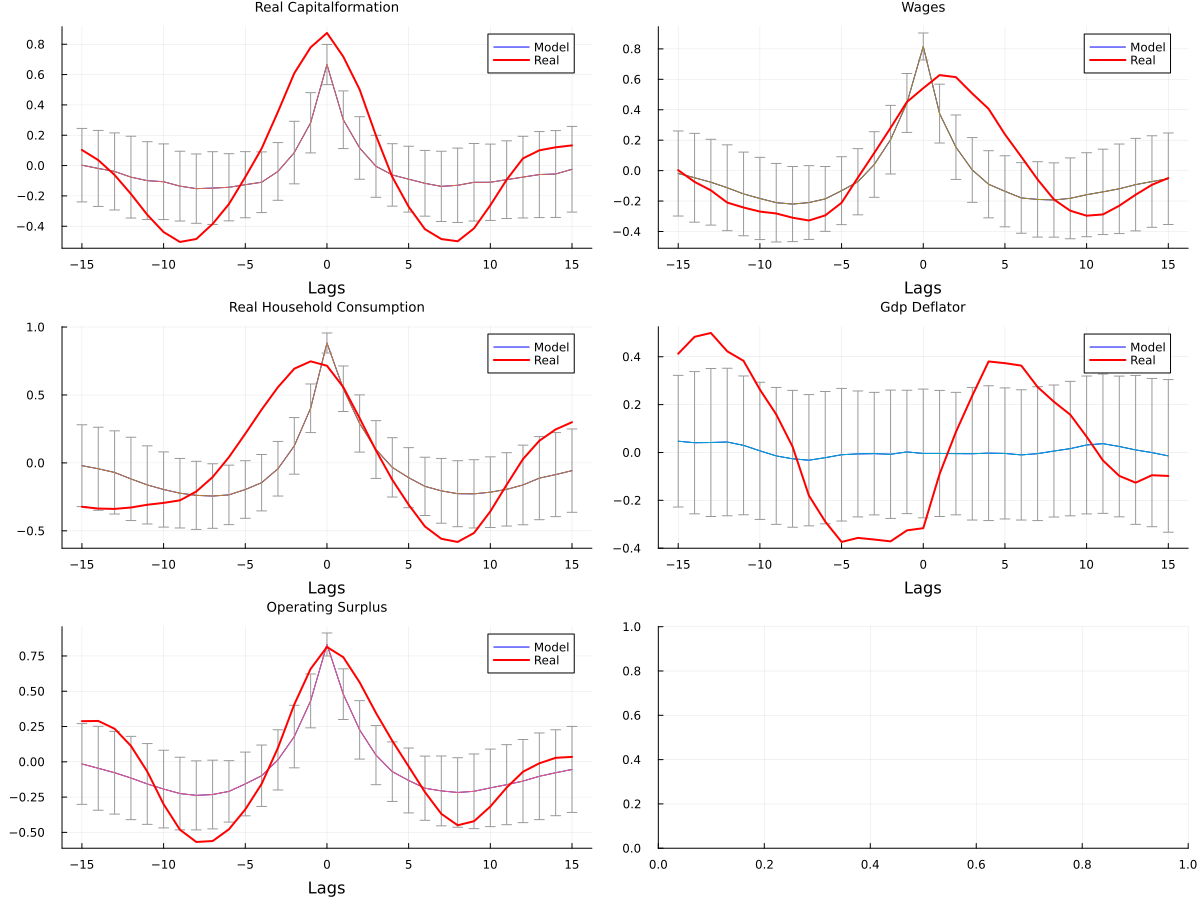 Real Capitalformation
0.8
0.6
0.4
0.2
0.0
−0.2
−0.4
Model
Real
−15 −10 −5 0 5 10 15
Lags
Wages
0.8
0.6
0.4
0.2
0.0
−0.2
−0.4
Model
Real
−15 −10 −5 0 5 10 15
Lags
Real Household Consumption
1.0
0.5
0.0
−0.5
Model
Real
−15 −10 −5 0 5 10 15
Lags
Gdp Deflator
0.4
0.2
0.0
−0.2
−0.4
Model
Real
−15 −10 −5 0 5 10 15
Lags
Operating Surplus
0.75
0.50
0.25
0.00
−0.25
−0.50
Model
Real
−15 −10 −5 0 5 10 15
Lags
1.0
0.8
0.6
0.4
0.2
0.0
0.0 0.2 0.4 0.6 0.8 1.0